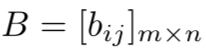 B = [b_{ij}]_{m×n}